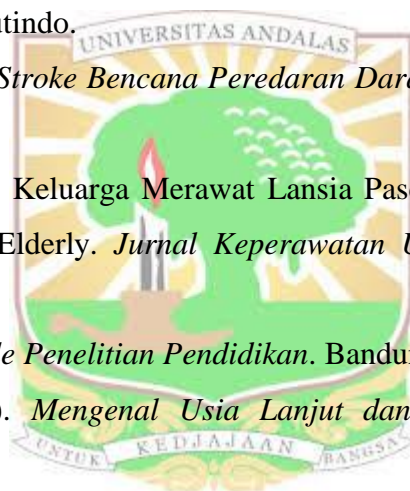 utindo.
UNIVERSITAS ANDALAS
Stroke Bencana Peredaran Dara
Keluarga Merawat Lansia Pasc
Elderly. Jurnal Keperawatan U
de Penelitian Pendidikan. Bandun
). Mengenal Usia Lanjut dan
UNTUK KEDJAJAAN BANGSA